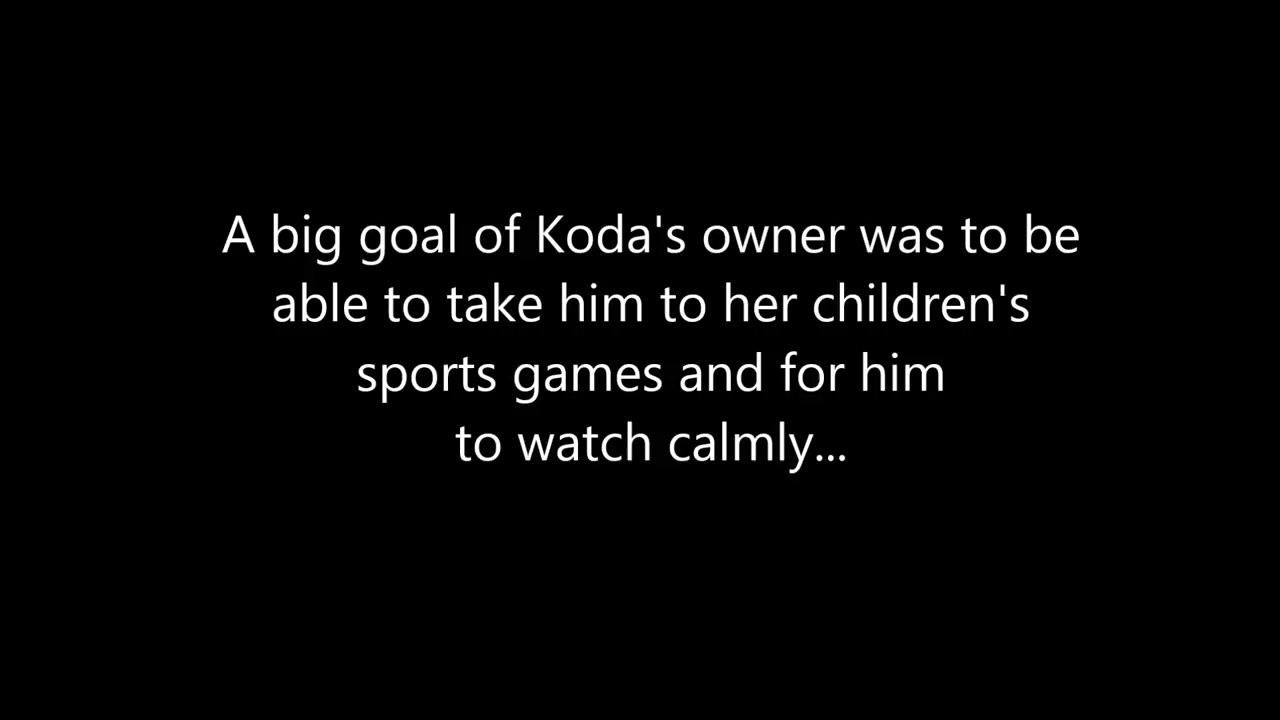 A big goal of Koda's owner was to be
able to take him to her children's
sports games and for him
to watch calmly...